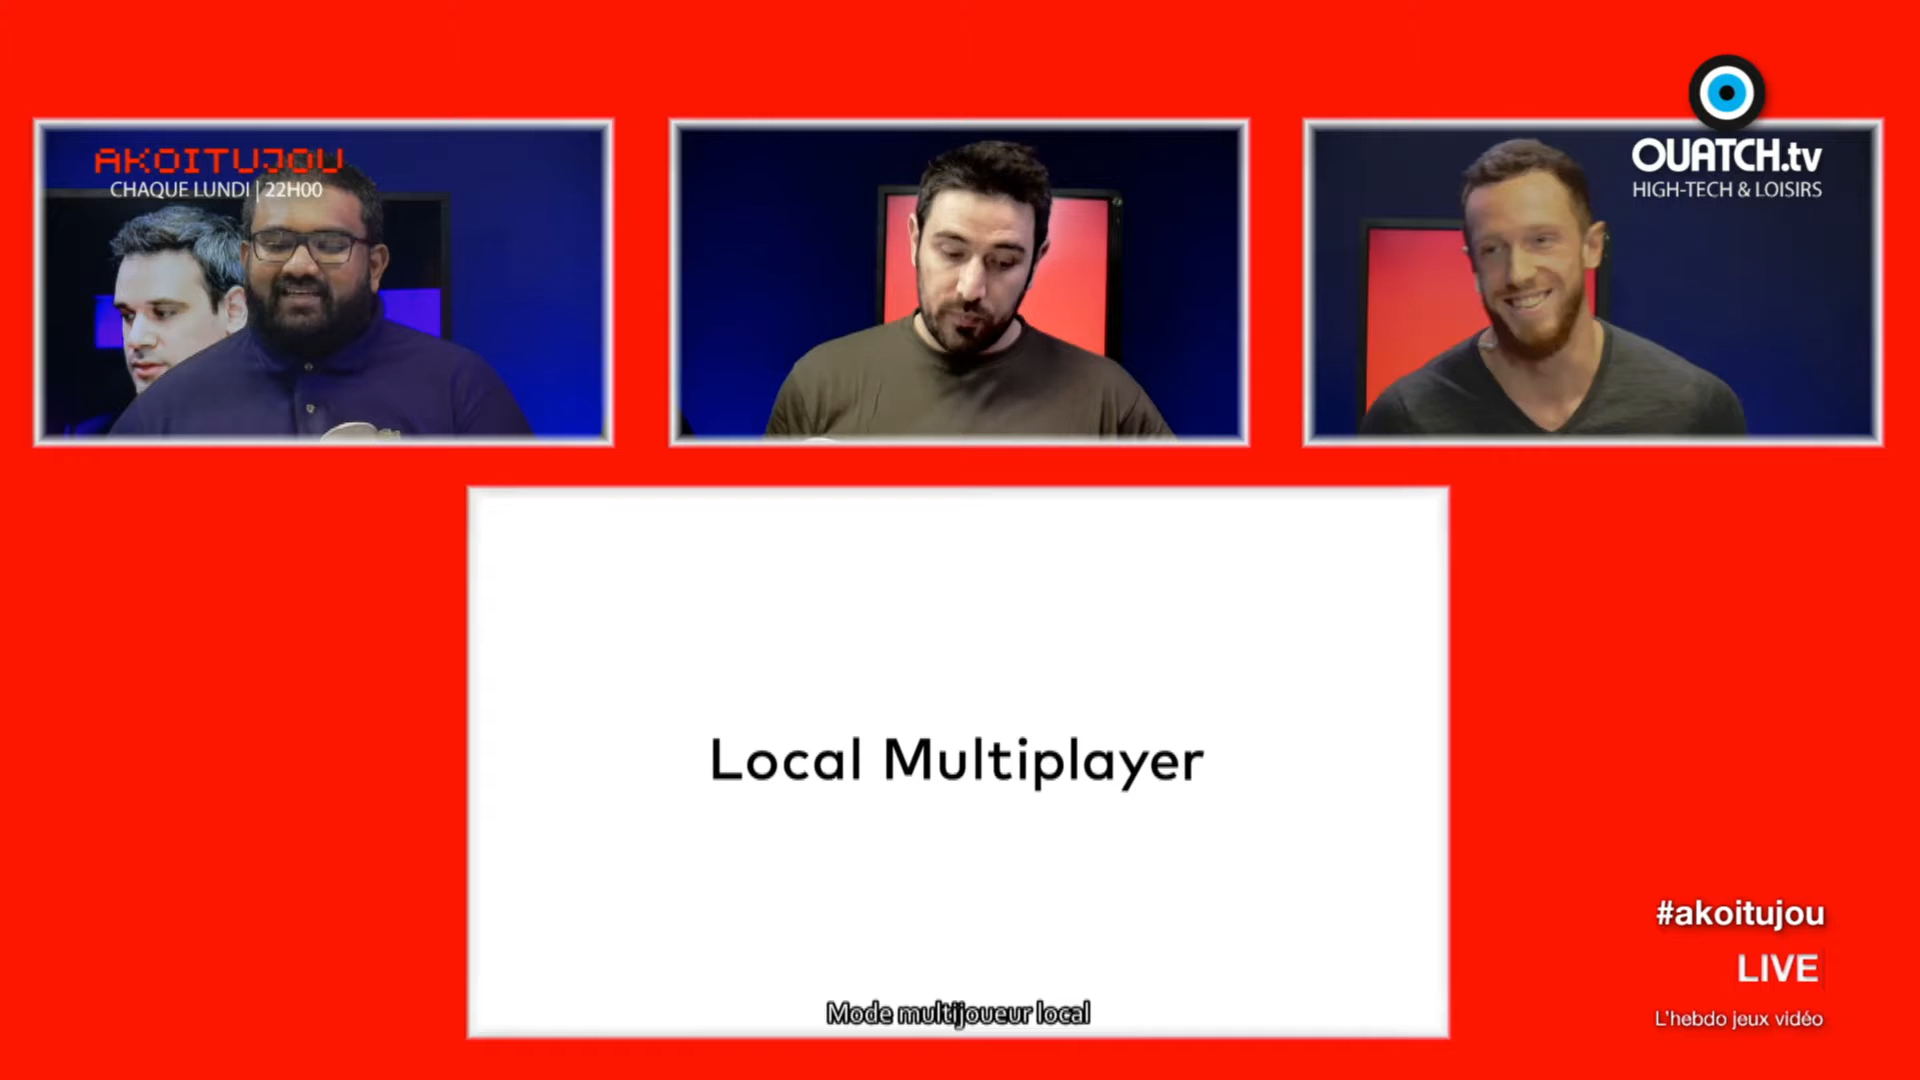 AKOITUJOU
CHAQUE LUNDI | 22H00
OUATCH.tv
HIGH-TECH & LOISIRS
Local Multiplayer
Mode multijoueur local
#akoitujou
LIVE
L'hebdo jeux vidéo